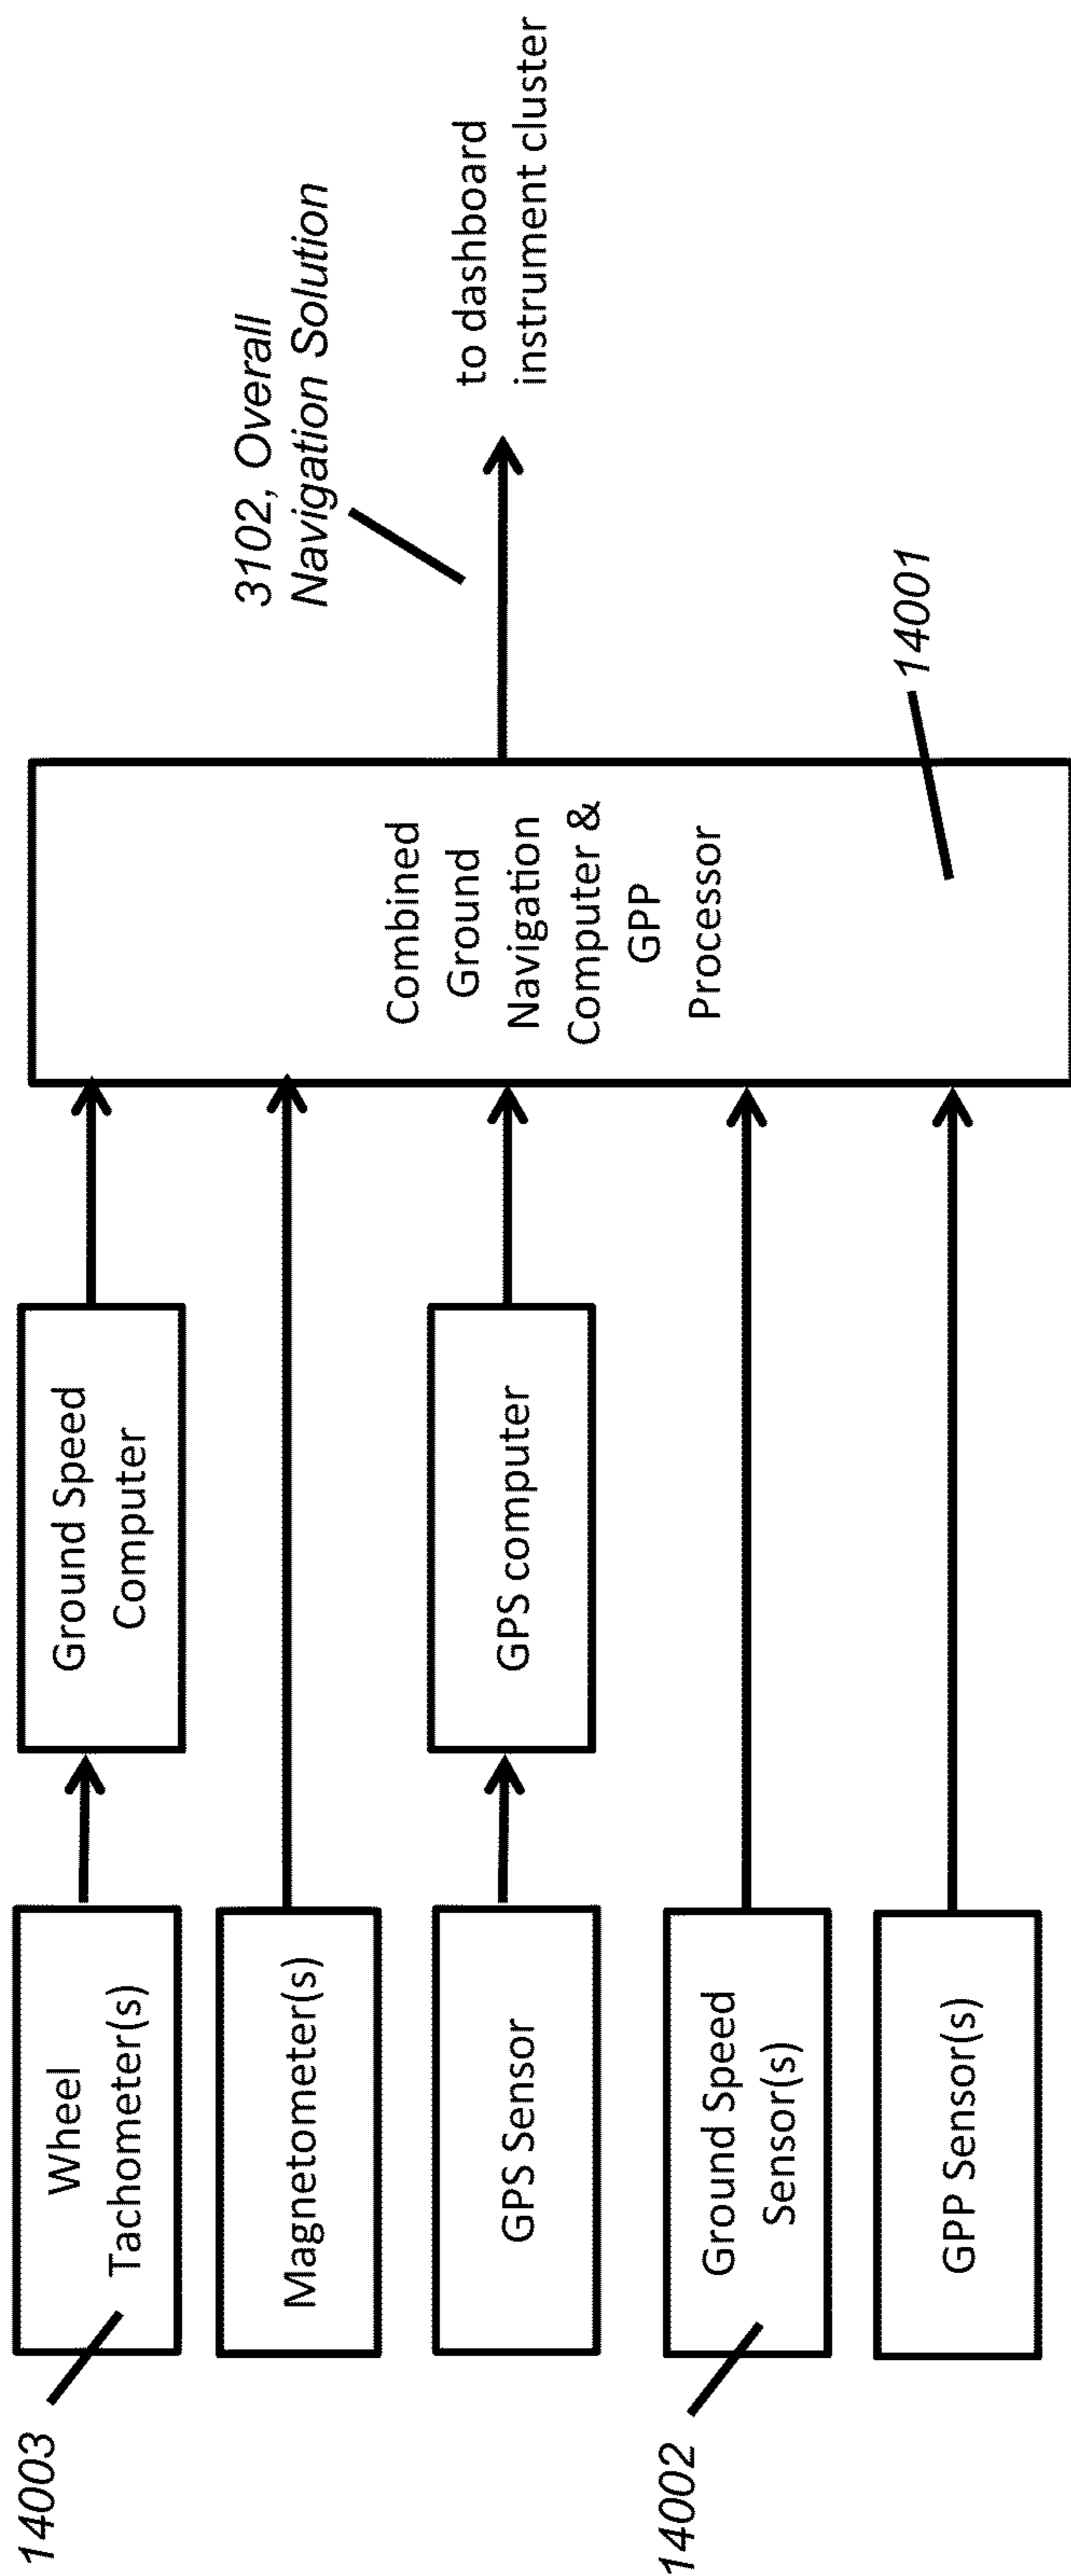 14003
Wheel
Tachometer(s)
Ground Speed
Computer
Magnetometer(s)
GPS Sensor
GPS computer
14002
Ground Speed
Sensor(s)
GPP Sensor(s)
Combined
Ground
Navigation
Computer &
GPP
Processor
14001
3102, Overall
Navigation Solution
to dashboard
instrument cluster